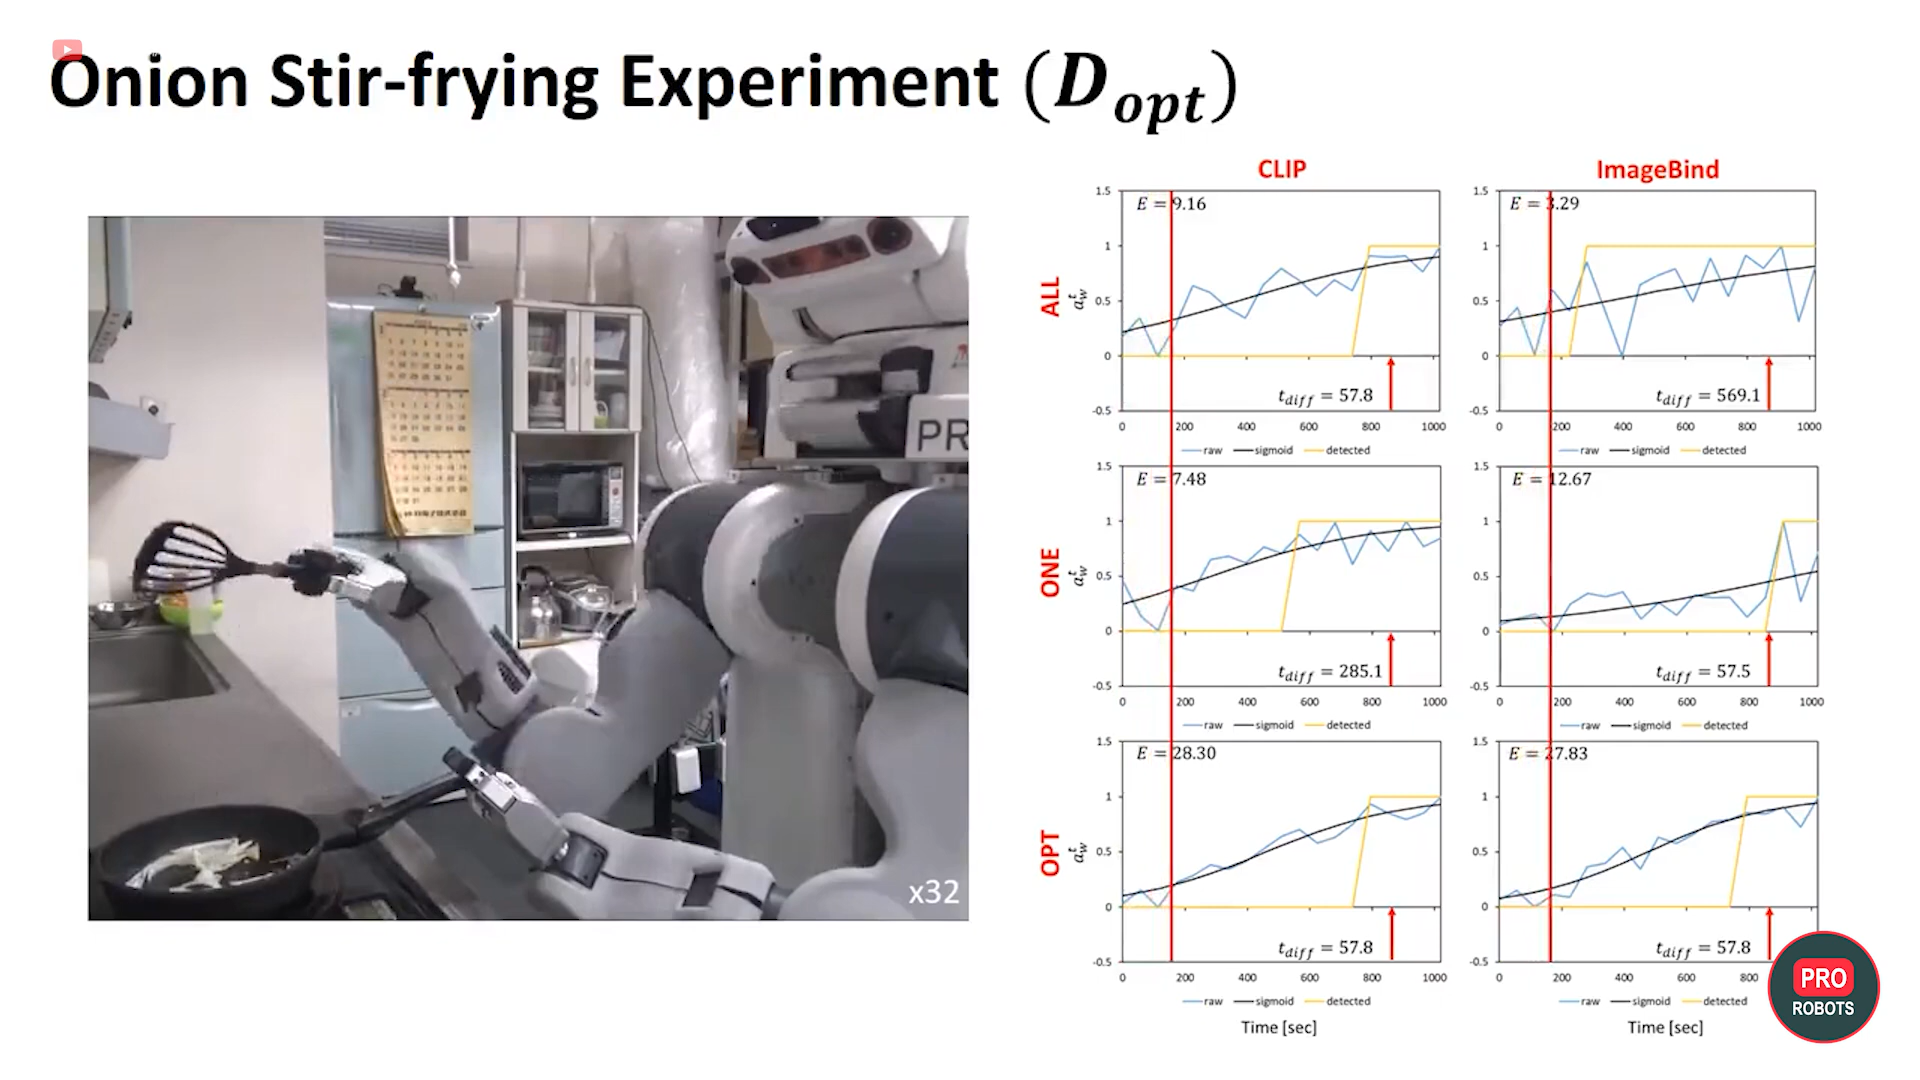 Onion Stir-frying Experiment (D_opt)
PR
x32
CLIP
ImageBind
ALL
ONE
OPT
1.5
1
0.5
0
-0.5
a_w^t
E = 9.16
t_diff = 57.8
0 200 400 600 800 1000
raw sigmoid detected
1.5
1
0.5
0
-0.5
E = 3.29
t_diff = 569.1
0 200 400 600 800 1000
raw sigmoid detected
1.5
1
0.5
0
-0.5
a_w^t
E = 7.48
t_diff = 285.1
0 200 400 600 800 1000
raw sigmoid detected
1.5
1
0.5
0
-0.5
E = 12.67
t_diff = 57.5
0 200 400 600 800 1000
raw sigmoid detected
1.5
1
0.5
0
-0.5
a_w^t
E = 28.30
t_diff = 57.8
0 200 400 600 800 1000
raw sigmoid detected
Time [sec]
1.5
1
0.5
0
-0.5
E = 27.83
t_diff = 57.8
0 200 400 600 800
raw sigmoid detected
Time [sec]
PRO
ROBOTS